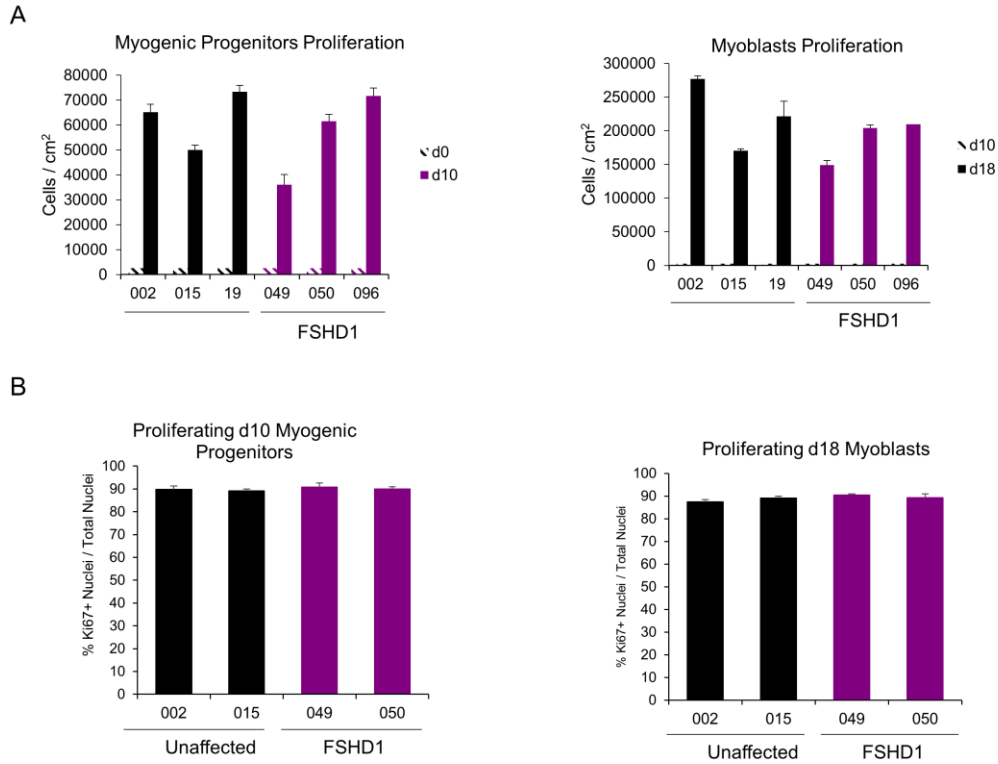 A
Myogenic Progenitors Proliferation
Cells / cm²
80000
70000
60000
50000
40000
30000
20000
10000
0
d0
d10
002 015 19 049 050 096
FSHD1
Myoblasts Proliferation
Cells / cm²
300000
250000
200000
150000
100000
50000
0
d10
d18
002 015 19 049 050 096
FSHD1
B
Proliferating d10 Myogenic
Progenitors
% Ki67+ Nuclei / Total Nuclei
100
90
80
70
60
50
40
30
20
10
0
002 015 049 050
Unaffected FSHD1
Proliferating d18 Myoblasts
% Ki67+ Nuclei / Total Nuclei
100
90
80
70
60
50
40
30
20
10
0
002 015 049 050
Unaffected FSHD1